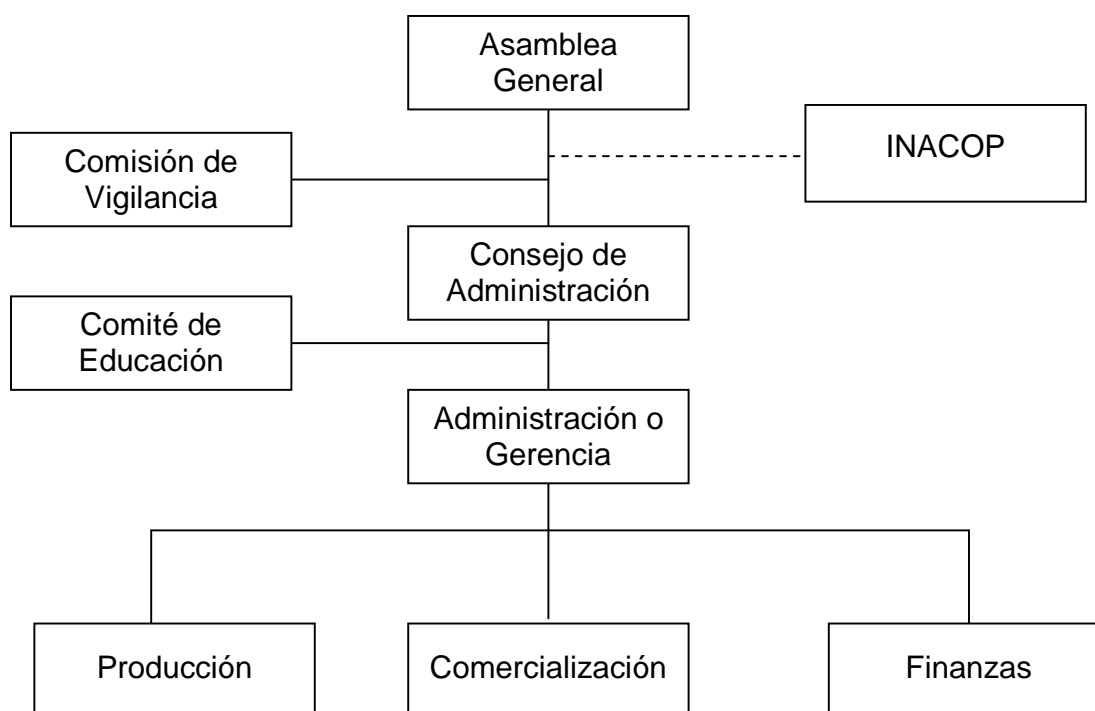 Asamblea
General
INACOP
Comisión de
Vigilancia
Consejo de
Administración
Comité de
Educación
Administración o
Gerencia
Producción
Comercialización
Finanzas